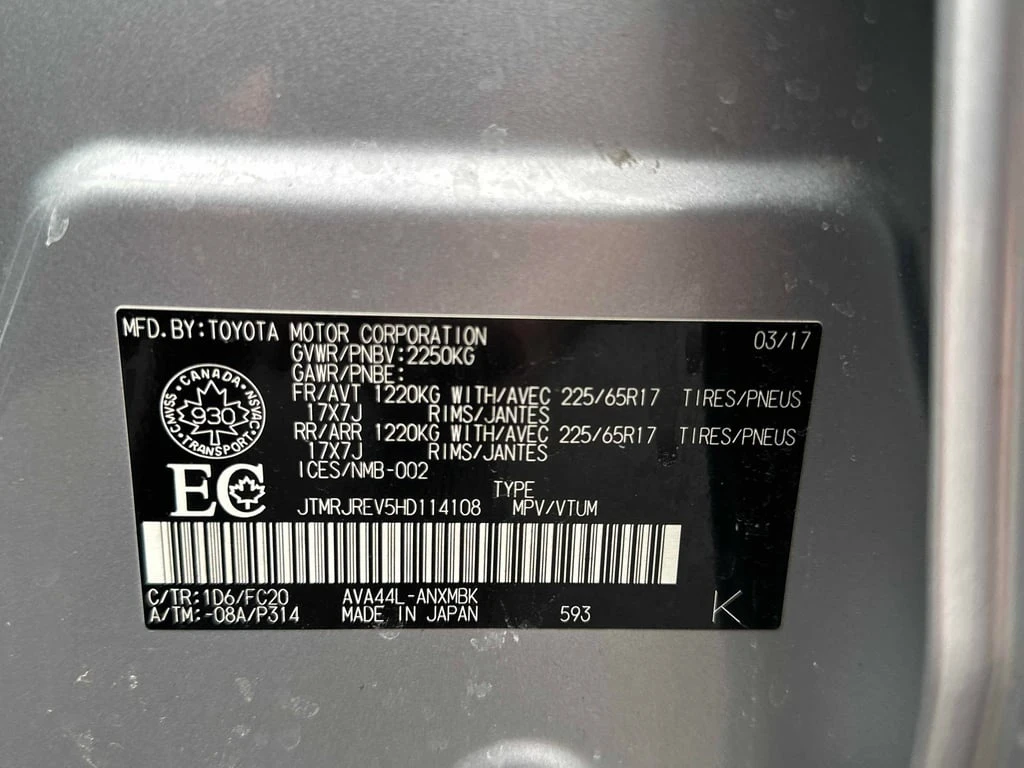 MFD. BY: TOYOTA MOTOR CORPORATION 03/17
GVWR/PNBV: 2250KG
GAWR/PNBE:
FR/AVT 1220KG WITH/AVEC 225/65R17 TIRES/PNEUS
17X7J RIMS/JANTES
RR/ARR 1220KG WITH/AVEC 225/65R17 TIRES/PNEUS
17X7J RIMS/JANTES
ICES/NMB-002
CANADA
CMVSS 930 NSVAC
TRANSPORT
EC
TYPE
JTMRJREV5HD114108 MPV/VTUM
C/TR: 1D6/FC20 AVA44L-ANXMBK
A/TM: -08A/P314 MADE IN JAPAN 593 K